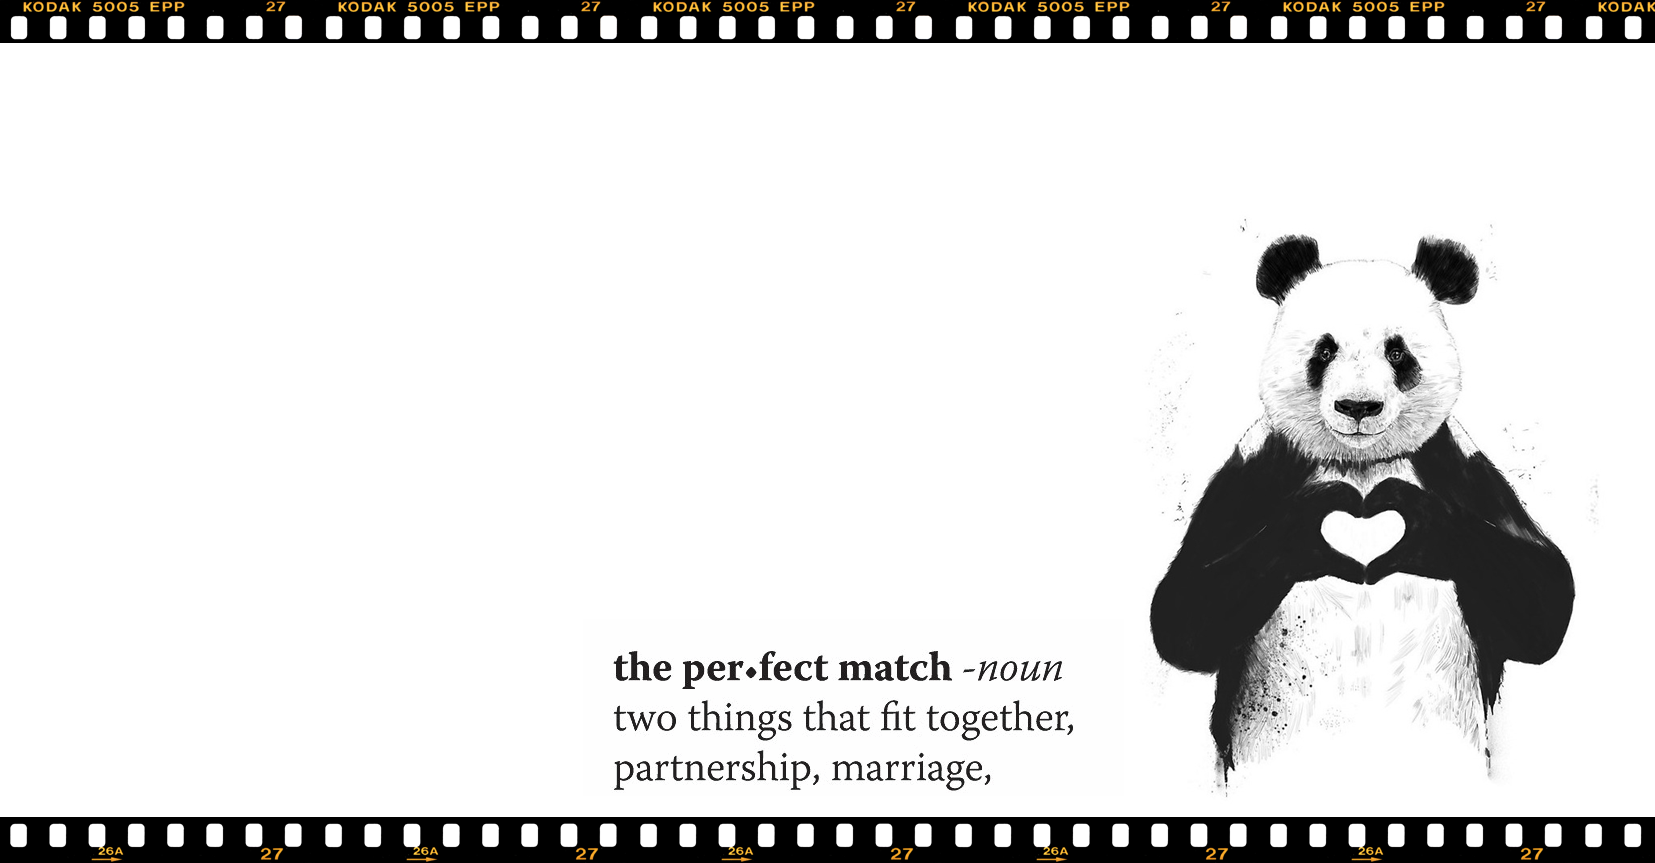 KODAK 5005 EPP 27 KODAK 5005 EPP 27 KODAK 5005 EPP 27 KODAK 5005 EPP 27 KODAK 5005 EPP 27 KODAK
the per•fect match -noun
two things that fit together,
partnership, marriage,
26A 27 26A 27 26A 27 26A 27 26A 27